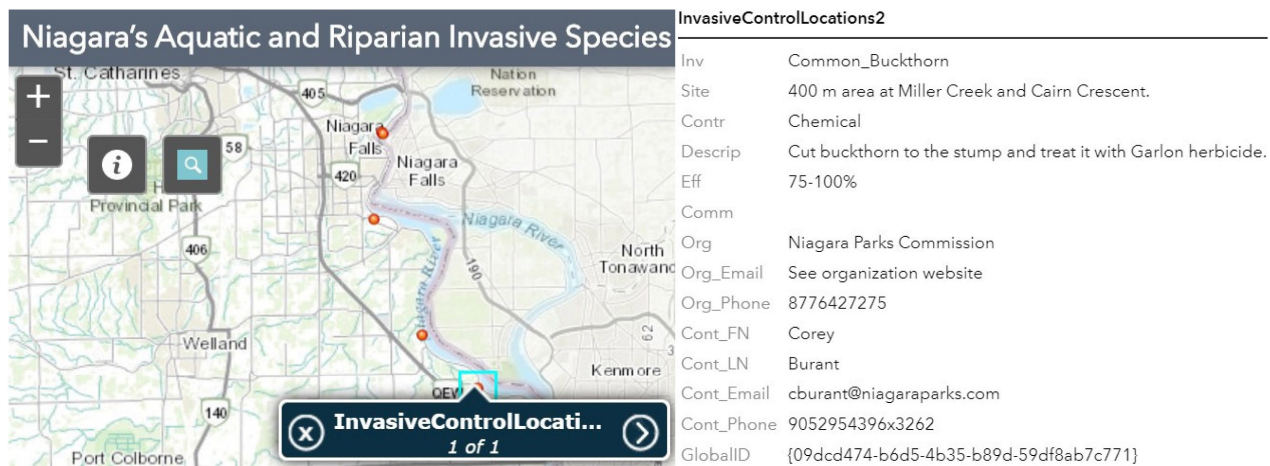 Niagara's Aquatic and Riparian Invasive Species
St. Catharines
Nation
Reservation
405
+
−
Niagara
Falls
58
i
Niagara
Falls
420
Provincial Park
Niagara River
406
North
190
62
Welland
Kenmore
QEW
140
InvasiveControlLocati...
x
1 of 1
Port Colborne
InvasiveControlLocations2
Inv Common_Buckthorn
Site 400 m area at Miller Creek and Cairn Crescent.
Contr Chemical
Descrip Cut buckthorn to the stump and treat it with Garlon herbicide.
Eff 75-100%
Comm
Org Niagara Parks Commission
Org_Email See organization website
Org_Phone 8776427275
Cont_FN Corey
Cont_LN Burant
Cont_Email cburant@niagaraparks.com
Cont_Phone 9052954396x3262
GlobalID {09dcd474-b6d5-4b35-b89d-59df8ab7c771}